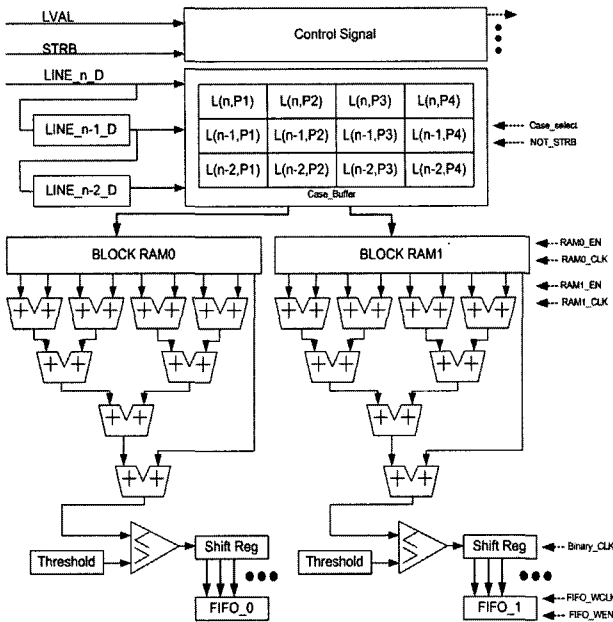 LVAL
Control Signal
STRB
LINE_n_D
L(n,P1) L(n,P2) L(n,P3) L(n,P4)
LINE_n-1_D
L(n-1,P1) L(n-1,P2) L(n-1,P3) L(n-1,P4)
Case_select
NOT_STRB
LINE_n-2_D
L(n-2,P1) L(n-2,P2) L(n-2,P3) L(n-2,P4)
Case_Buffer
BLOCK RAM0
BLOCK RAM1
RAM0_EN
RAM0_CLK
RAM1_EN
RAM1_CLK
+ + + + + + + + + + + + + + + +
+ + + + + + + +
+ + + +
+ + + +
Threshold
Shift Reg
Threshold
Shift Reg
Binary_CLK
FIFO_0
FIFO_1
FIFO_WCLK
FIFO_WEN